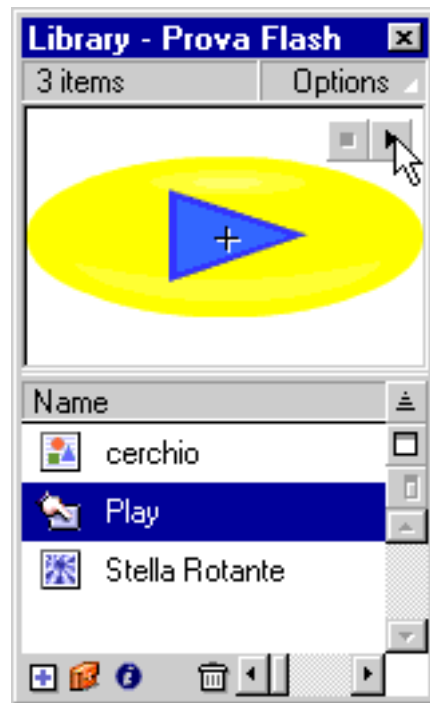 Library - Prova Flash
3 items Options
Name
cerchio
Play
Stella Rotante